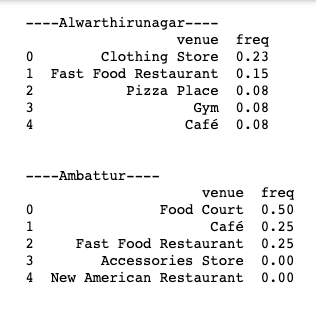 ----Alwarthirunagar----
venue freq
0 Clothing Store 0.23
1 Fast Food Restaurant 0.15
2 Pizza Place 0.08
3 Gym 0.08
4 Café 0.08
----Ambattur----
venue freq
0 Food Court 0.50
1 Café 0.25
2 Fast Food Restaurant 0.25
3 Accessories Store 0.00
4 New American Restaurant 0.00